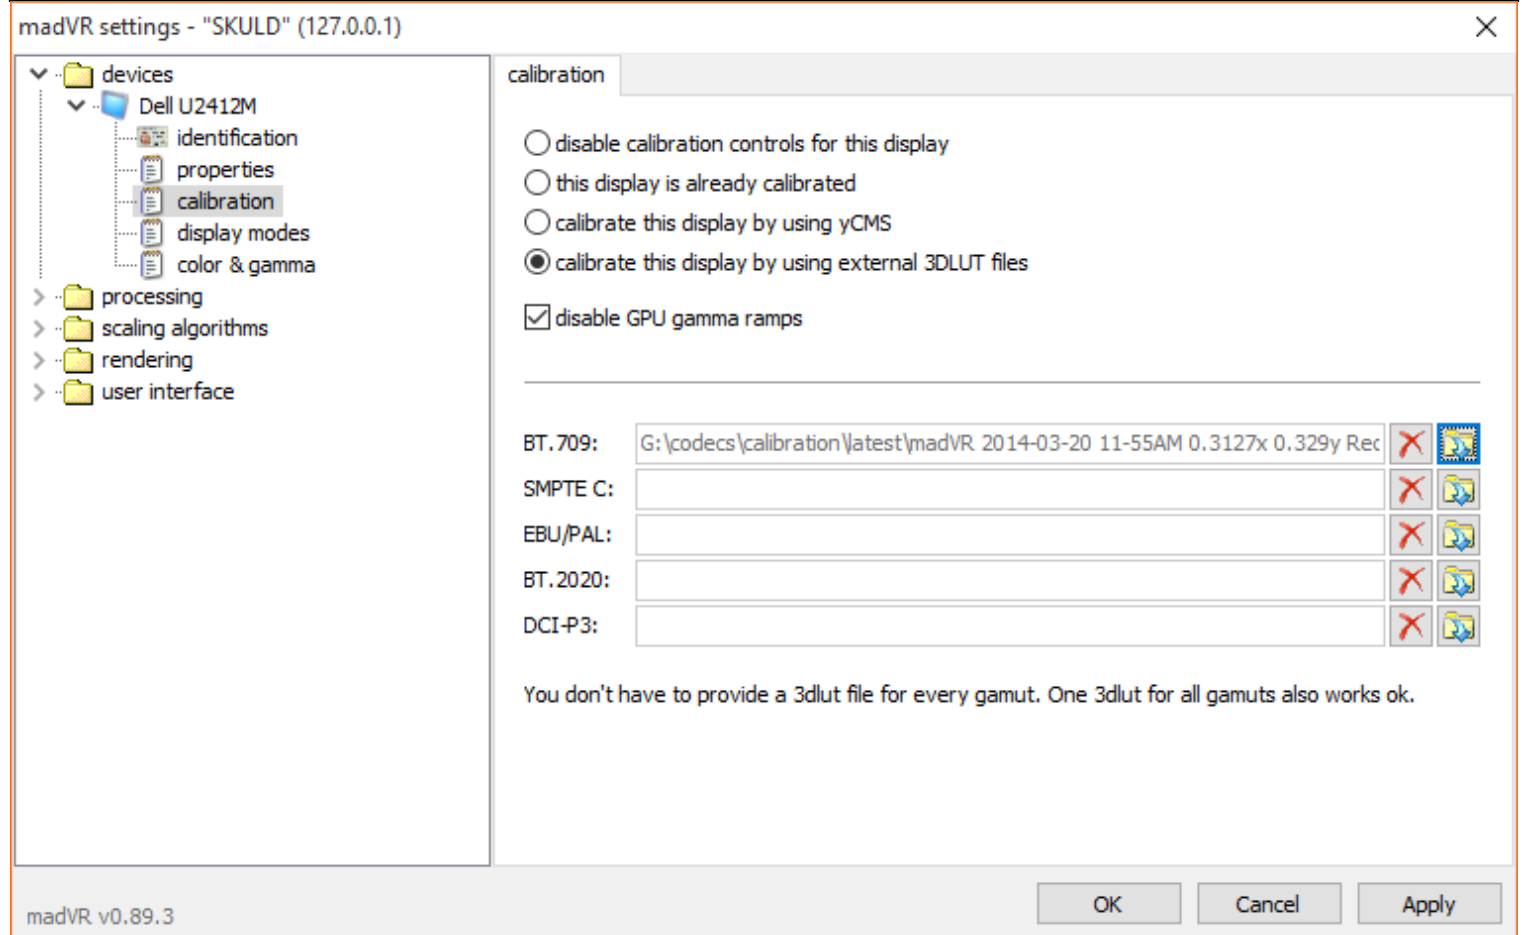 madVR settings - "SKULD" (127.0.0.1)
devices
Dell U2412M
identification
properties
calibration
display modes
color & gamma
processing
scaling algorithms
rendering
user interface
calibration
disable calibration controls for this display
this display is already calibrated
calibrate this display by using yCMS
calibrate this display by using external 3DLUT files
disable GPU gamma ramps
BT.709: G:\codecs\calibration\latest\madVR 2014-03-20 11-55AM 0.3127x 0.329y Rec
SMPTE C:
EBU/PAL:
BT.2020:
DCI-P3:
You don't have to provide a 3dlut file for every gamut. One 3dlut for all gamuts also works ok.
madVR v0.89.3
OK Cancel Apply